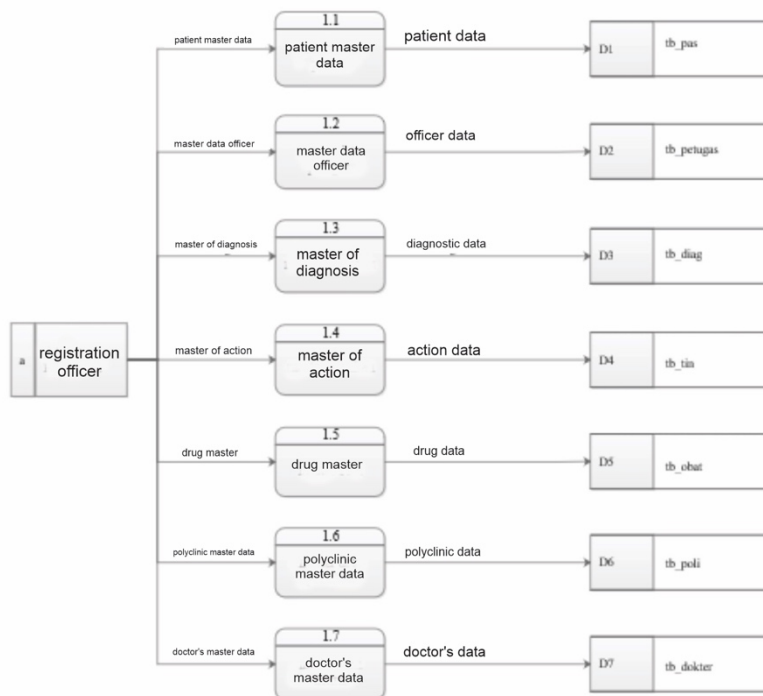 1.1
patient master data
patient master
data
patient data
D1
tb_pas
1.2
master data officer
master data
officer
officer data
D2
tb_petugas
1.3
master of diagnosis
master of
diagnosis
diagnostic data
D3
tb_diag
a
registration
officer
1.4
master of action
master of
action
action data
D4
tb_tin
1.5
drug master
drug master
drug data
D5
tb_obat
1.6
polyclinic master data
polyclinic
master data
polyclinic data
D6
tb_poli
1.7
doctor's master data
doctor's
master data
doctor's data
D7
tb_dokter